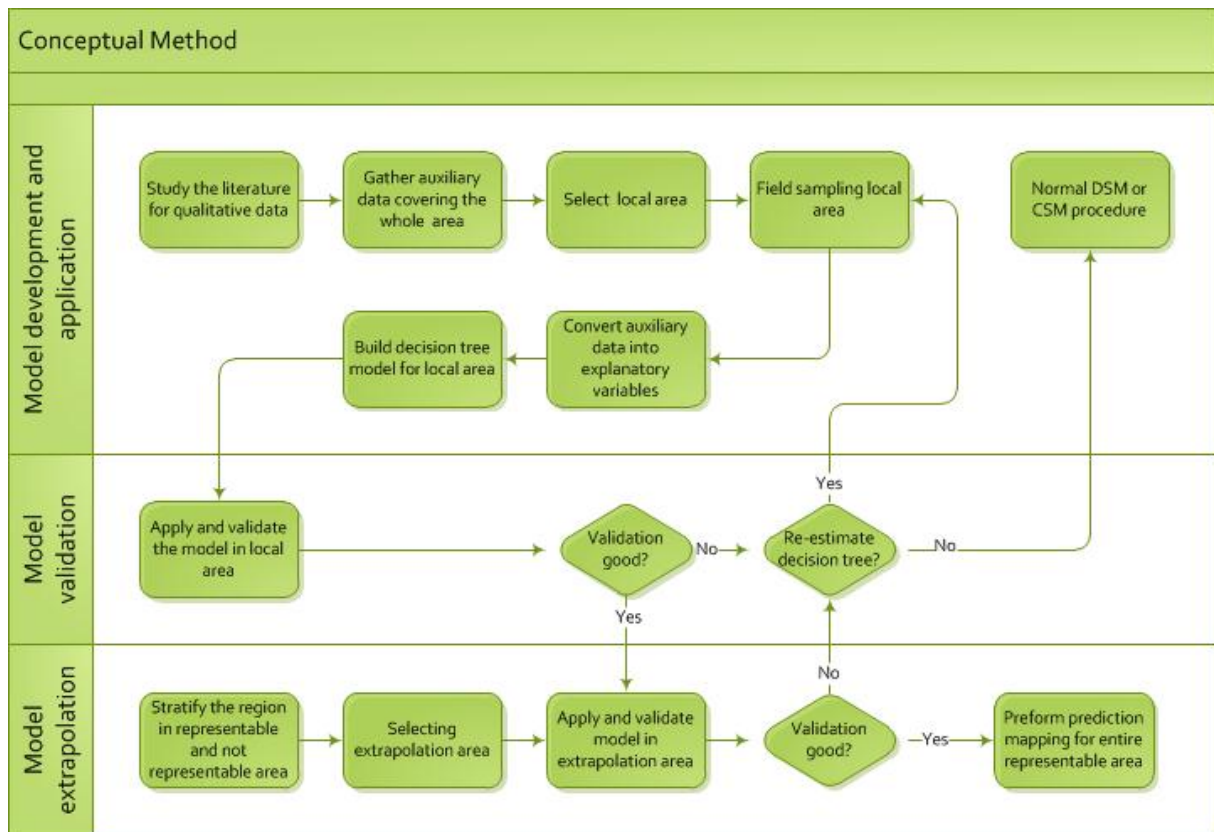 Conceptual Method
Model development and
application
Study the literature
for qualitative data
Gather auxiliary
data covering the
whole area
Select local area
Field sampling local
area
Normal DSM or
CSM procedure
Build decision tree
model for local area
Convert auxiliary
data into
explanatory
variables
Model
validation
Apply and validate
the model in local
area
Validation
good?
No
Re-estimate
decision tree?
Yes
No
Yes
Model
extrapolation
Stratify the region
in representable
and not
representable area
Selecting
extrapolation area
Apply and validate
model in
extrapolation area
No
Validation
good?
Yes
Preform prediction
mapping for entire
representable area